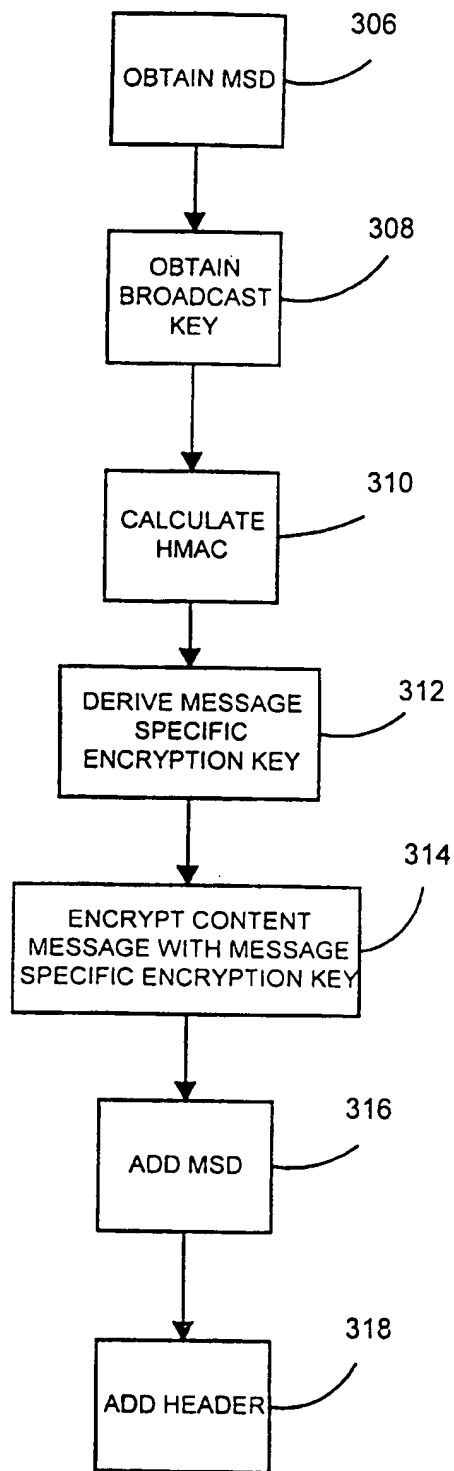 306
OBTAIN MSD
308
OBTAIN
BROADCAST
KEY
310
CALCULATE
HMAC
312
DERIVE MESSAGE
SPECIFIC
ENCRYPTION KEY
314
ENCRYPT CONTENT
MESSAGE WITH MESSAGE
SPECIFIC ENCRYPTION KEY
316
ADD MSD
318
ADD HEADER